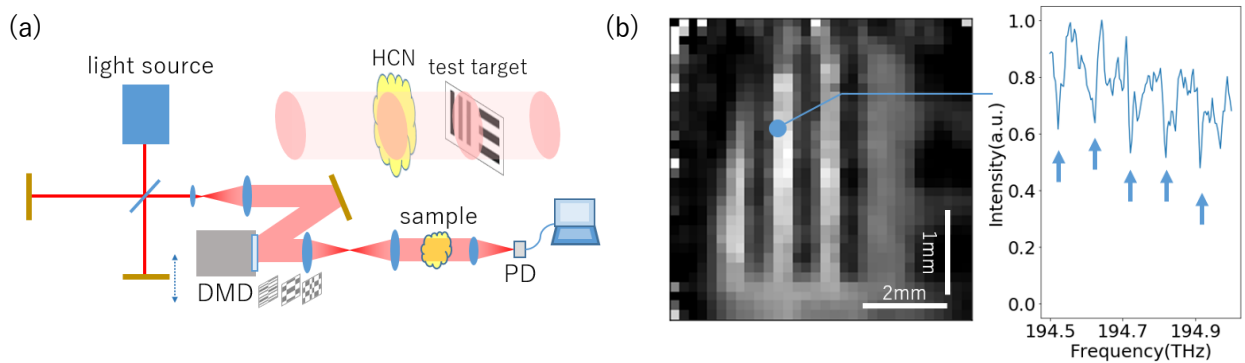 (a)
light source
HCN
test target
sample
PD
DMD
(b)
1mm
2mm
Intensity(a.u.)
1.0
0.8
0.6
0.4
0.2
0.0
194.5 194.7 194.9
Frequency(THz)